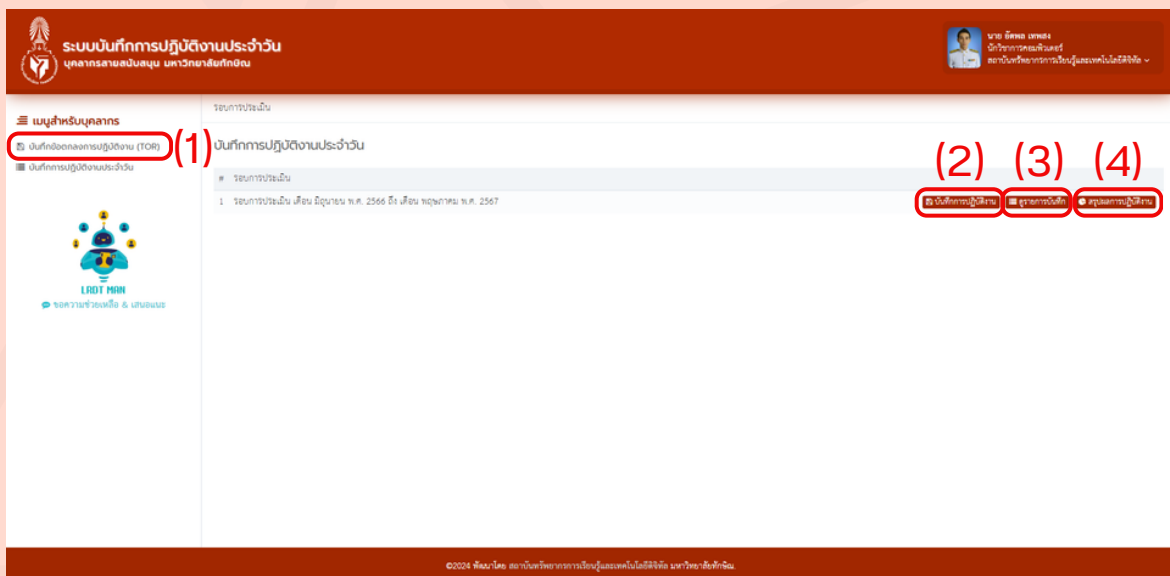 ระบบบันทึกการปฏิบัติงานประจำวัน
บุคลากรสายสนับสนุน มหาวิทยาลัยทักษิณ
นาย อัคพล เทพสง
นักวิชาการคอมพิวเตอร์
สถาบันทรัพยากรการเรียนรู้และเทคโนโลยีดิจิทัล
เมนูสำหรับบุคลากร
บันทึกข้อตกลงการปฏิบัติงาน (TOR)
(1)
บันทึกการปฏิบัติงานประจำวัน
LRDT MAN
ขอความช่วยเหลือ & เสนอแนะ
รอบการประเมิน
บันทึกการปฏิบัติงานประจำวัน
(2) (3) (4)
# รอบการประเมิน
1 รอบการประเมิน เดือน มิถุนายน พ.ศ. 2566 ถึง เดือน พฤษภาคม พ.ศ. 2567
บันทึกการปฏิบัติงาน ดูรายการบันทึก สรุปผลการปฏิบัติงาน
©2024 พัฒนาโดย สถาบันทรัพยากรการเรียนรู้และเทคโนโลยีดิจิทัล มหาวิทยาลัยทักษิณ.